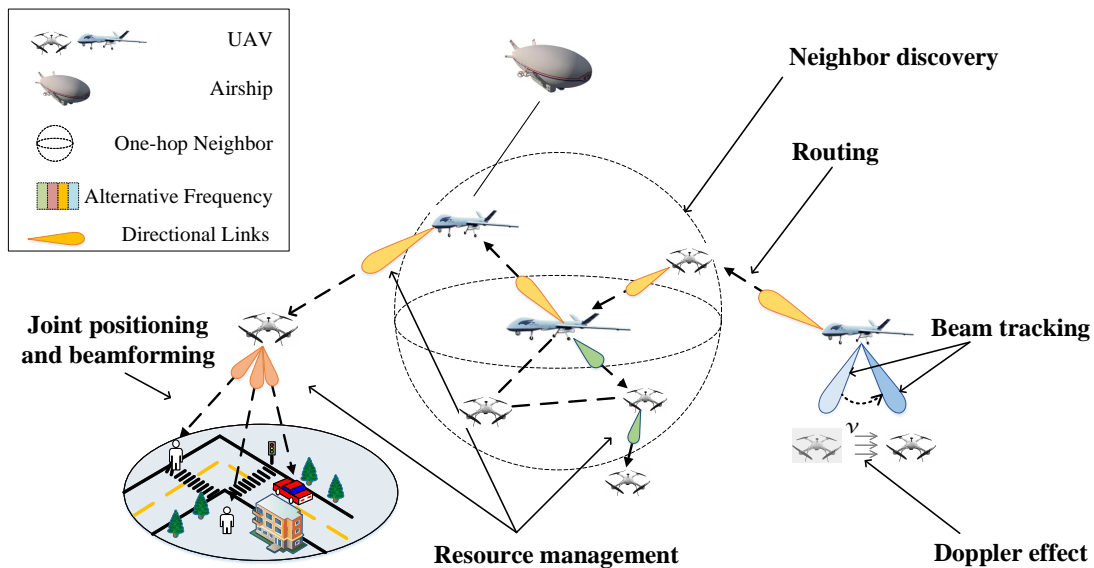 UAV
Airship
One-hop Neighbor
Alternative Frequency
Directional Links
Neighbor discovery
Routing
Joint positioning
and beamforming
Beam tracking
v
Resource management
Doppler effect